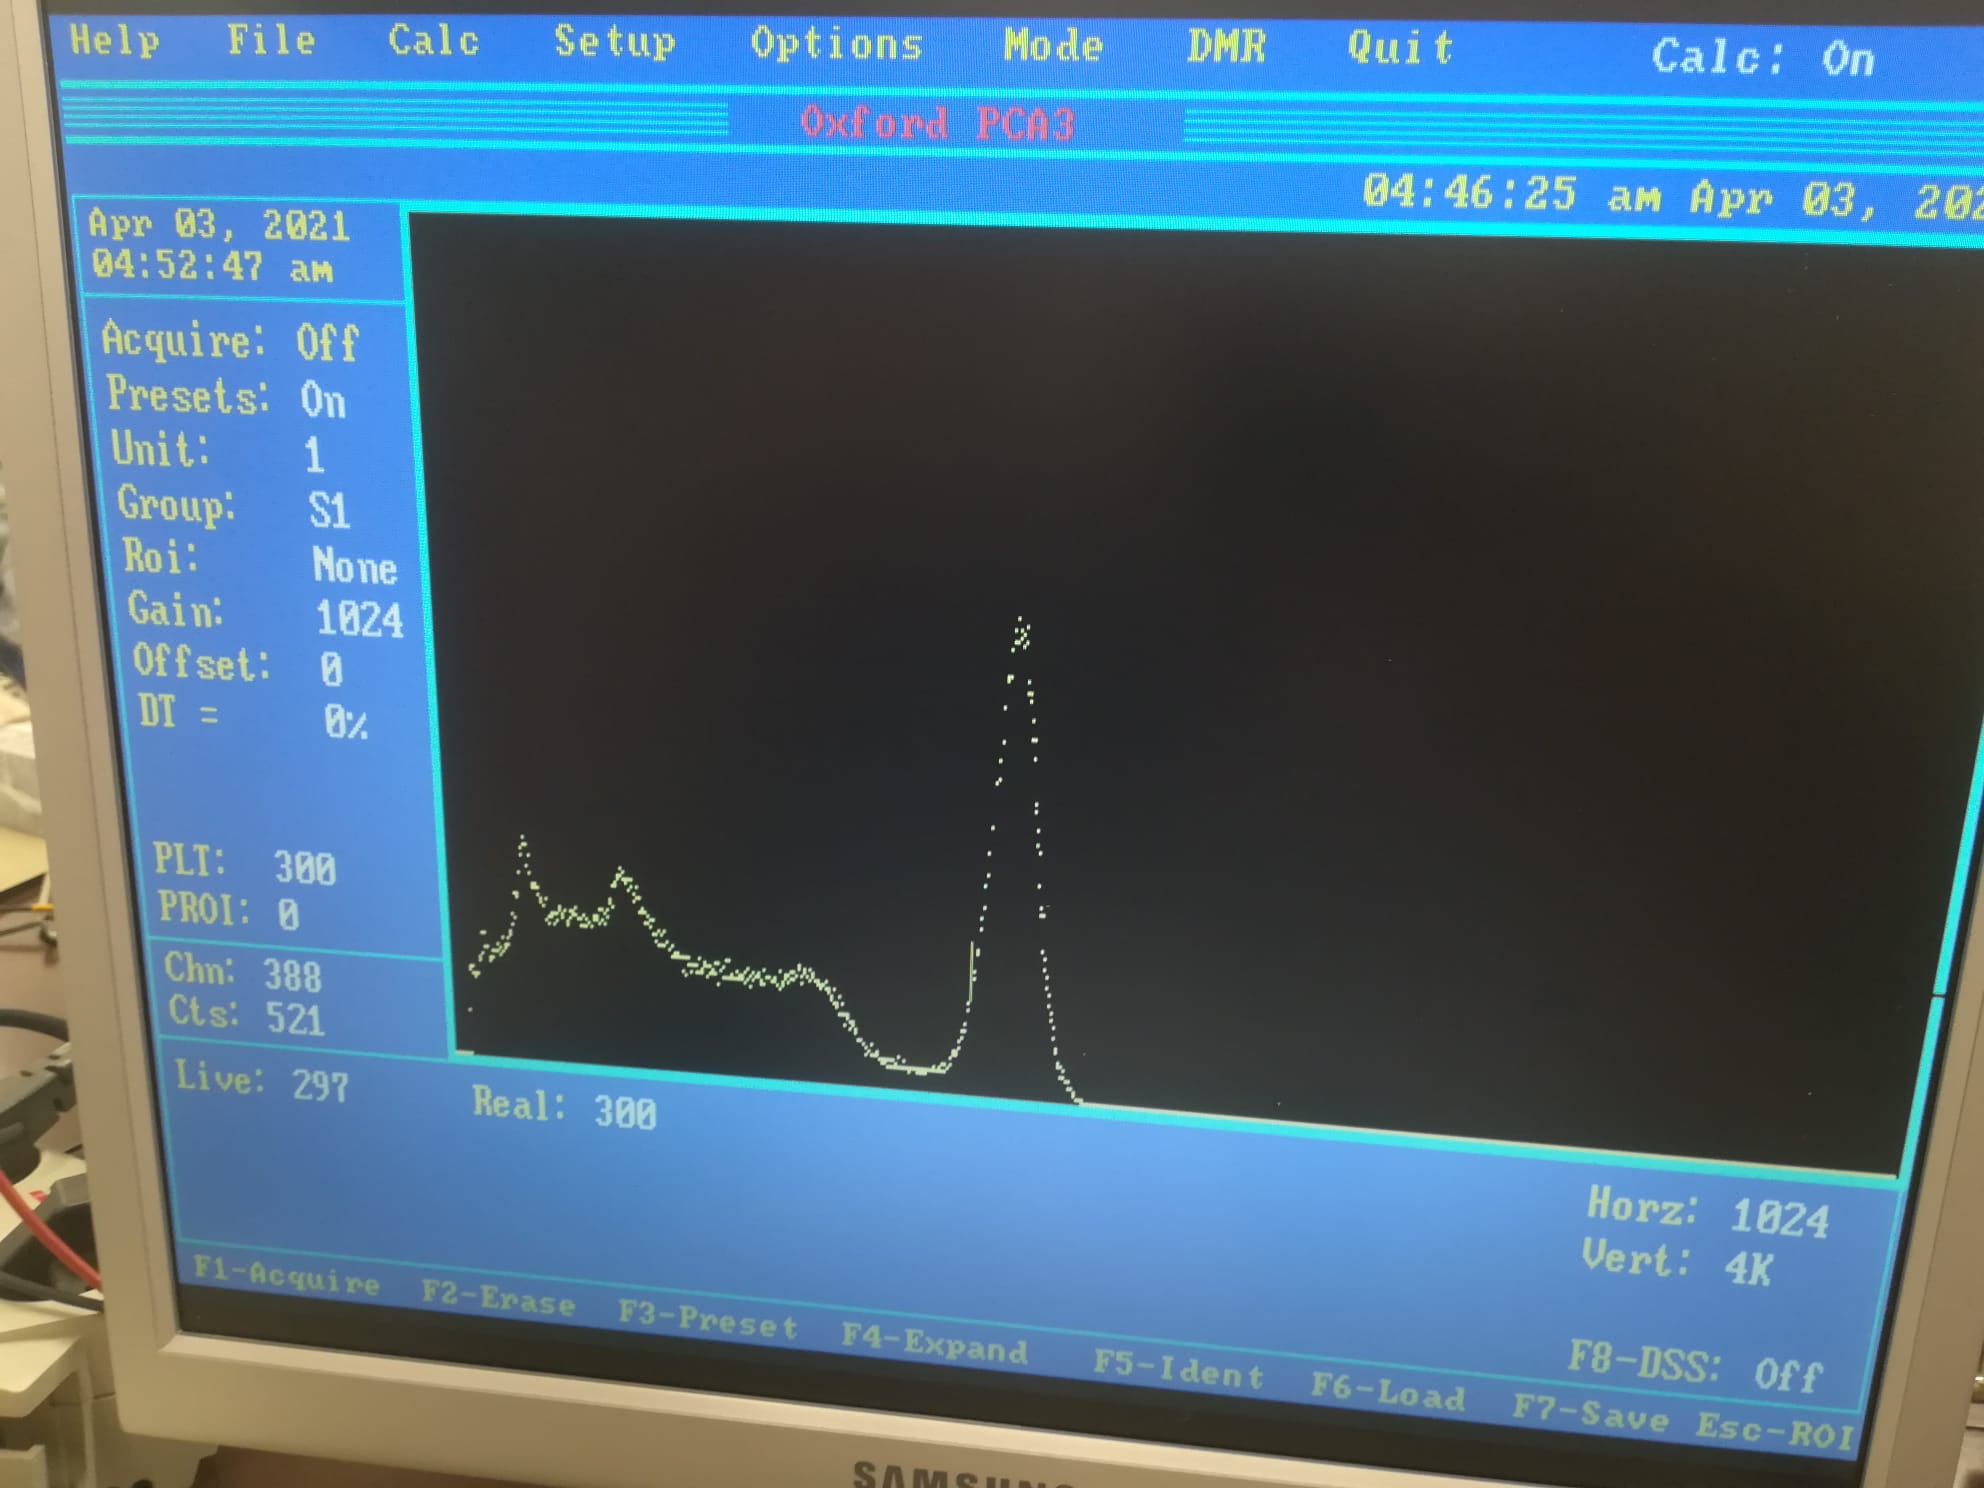 Help File Calc Setup Options Mode DMR Quit Calc: On
Oxford PCA3
04:46:25 am Apr 03,
Apr 03, 2021
04:52:47 am
Acquire: Off
Presets: On
Unit: 1
Group: S1
Roi: None
Gain: 1024
Offset: 0
DT = 0%
PLT: 300
PROI: 0
Chn: 388
Cts: 521
Live: 297 Real: 300
Horz: 1024
Vert: 4K
F8-DSS: Off
F1-Acquire F2-Erase F3-Preset F4-Expand F5-Ident F6-Load F7-Save Esc-ROI